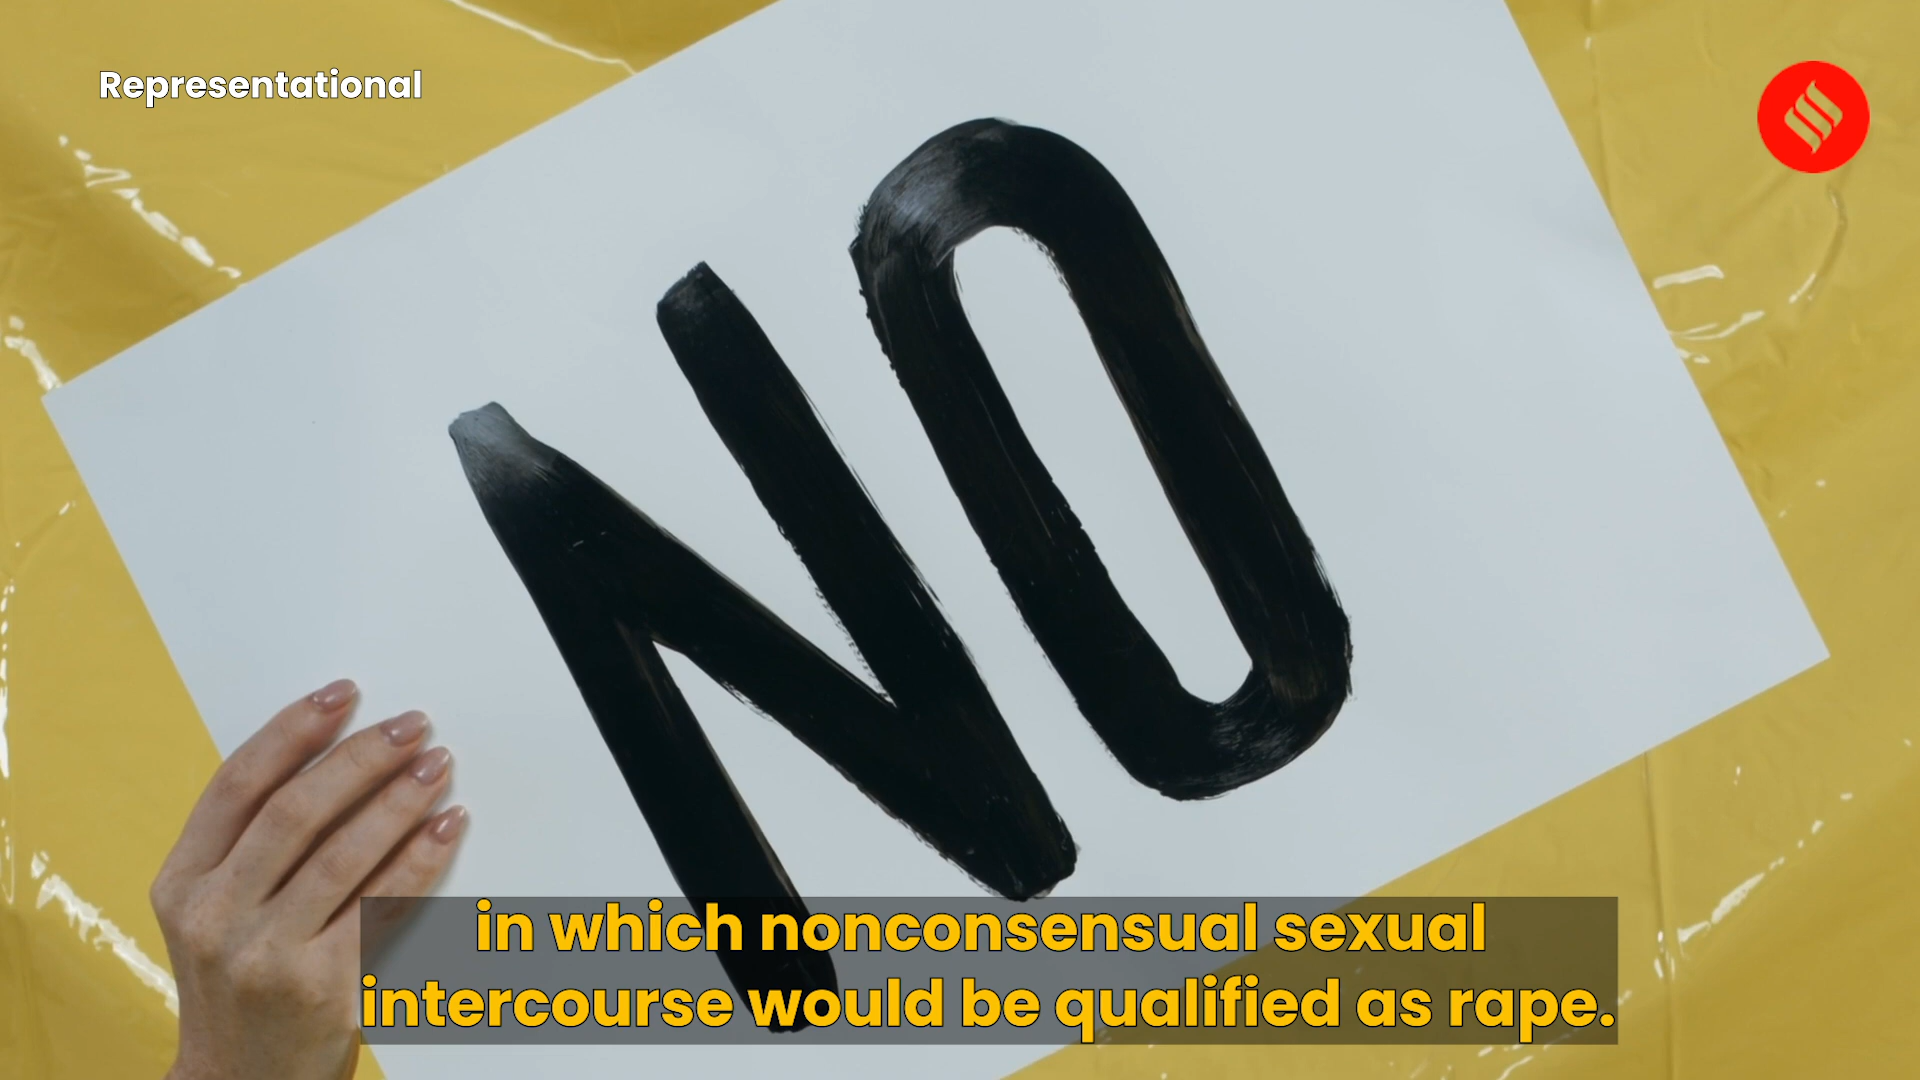 Representational
NO
in which nonconsensual sexual
intercourse would be qualified as rape.